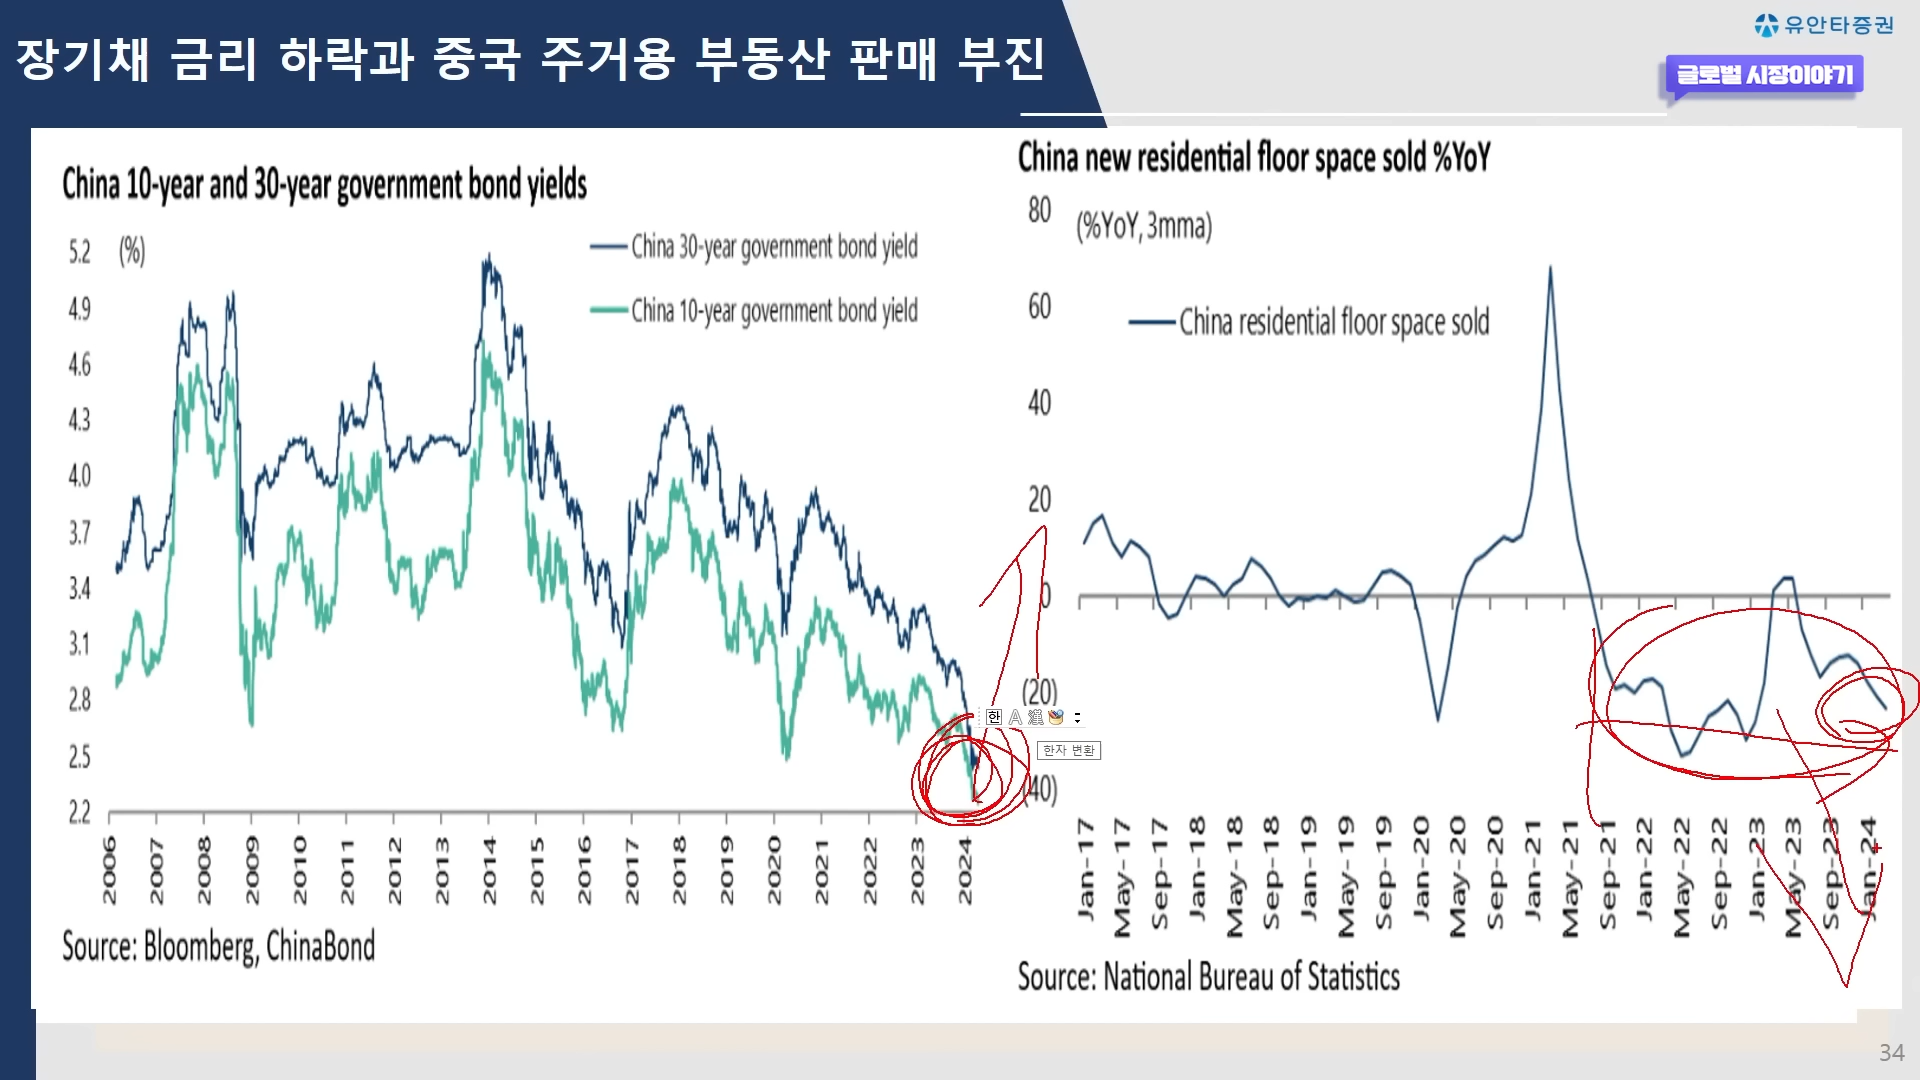 장기채 금리 하락과 중국 주거용 부동산 판매 부진
유안타증권
글로벌 시장이야기
China 10-year and 30-year government bond yields
(%)
China 30-year government bond yield
China 10-year government bond yield
5.2
4.9
4.6
4.3
4.0
3.7
3.4
3.1
2.8
2.5
2.2
2006 2007 2008 2009 2010 2011 2012 2013 2014 2015 2016 2017 2018 2019 2020 2021 2022 2023 2024
Source: Bloomberg, ChinaBond
China new residential floor space sold %YoY
(%YoY, 3mma)
China residential floor space sold
80
60
40
20
0
(20)
(40)
Jan-17 May-17 Sep-17 Jan-18 May-18 Sep-18 Jan-19 May-19 Sep-19 Jan-20 May-20 Sep-20 Jan-21 May-21 Sep-21 Jan-22 May-22 Sep-22 Jan-23 May-23 Sep-23 Jan-24
Source: National Bureau of Statistics
한 A 漢
한자 변환
34